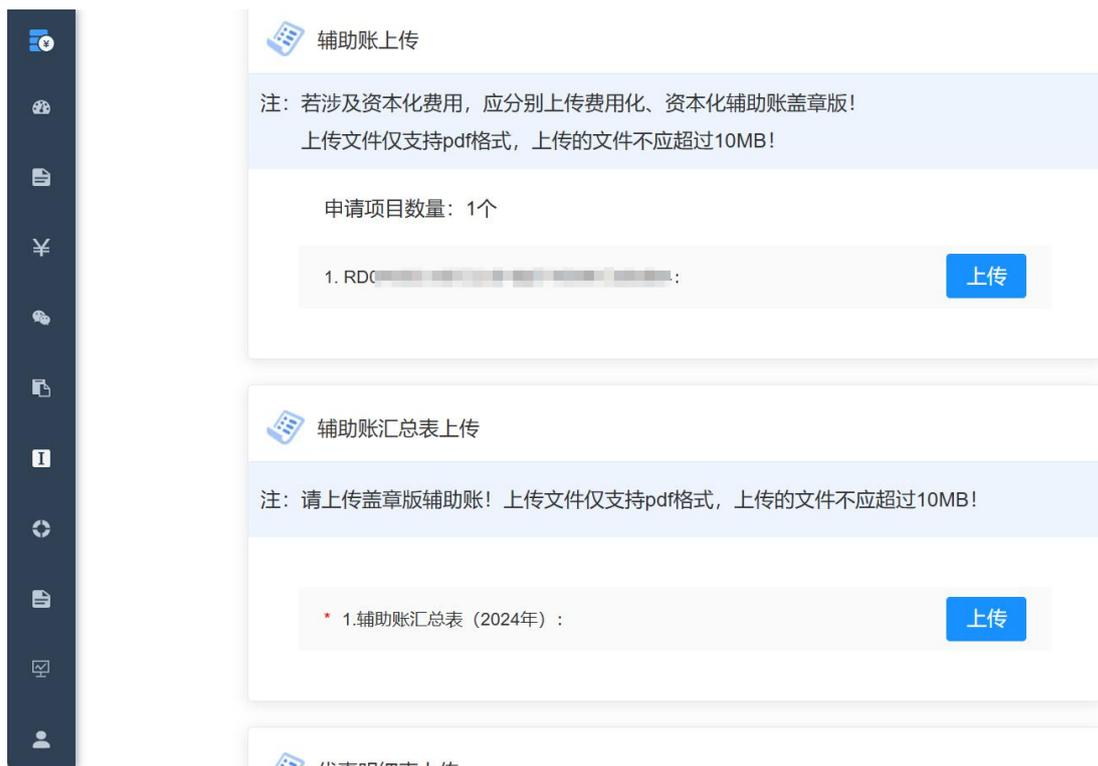 辅助账上传
注：若涉及资本化费用，应分别上传费用化、资本化辅助账盖章版！
上传文件仅支持pdf格式，上传的文件不应超过10MB！
申请项目数量：1个
1. RD
上传
辅助账汇总表上传
注：请上传盖章版辅助账！上传文件仅支持pdf格式，上传的文件不应超过10MB！
* 1.辅助账汇总表（2024年）:
上传